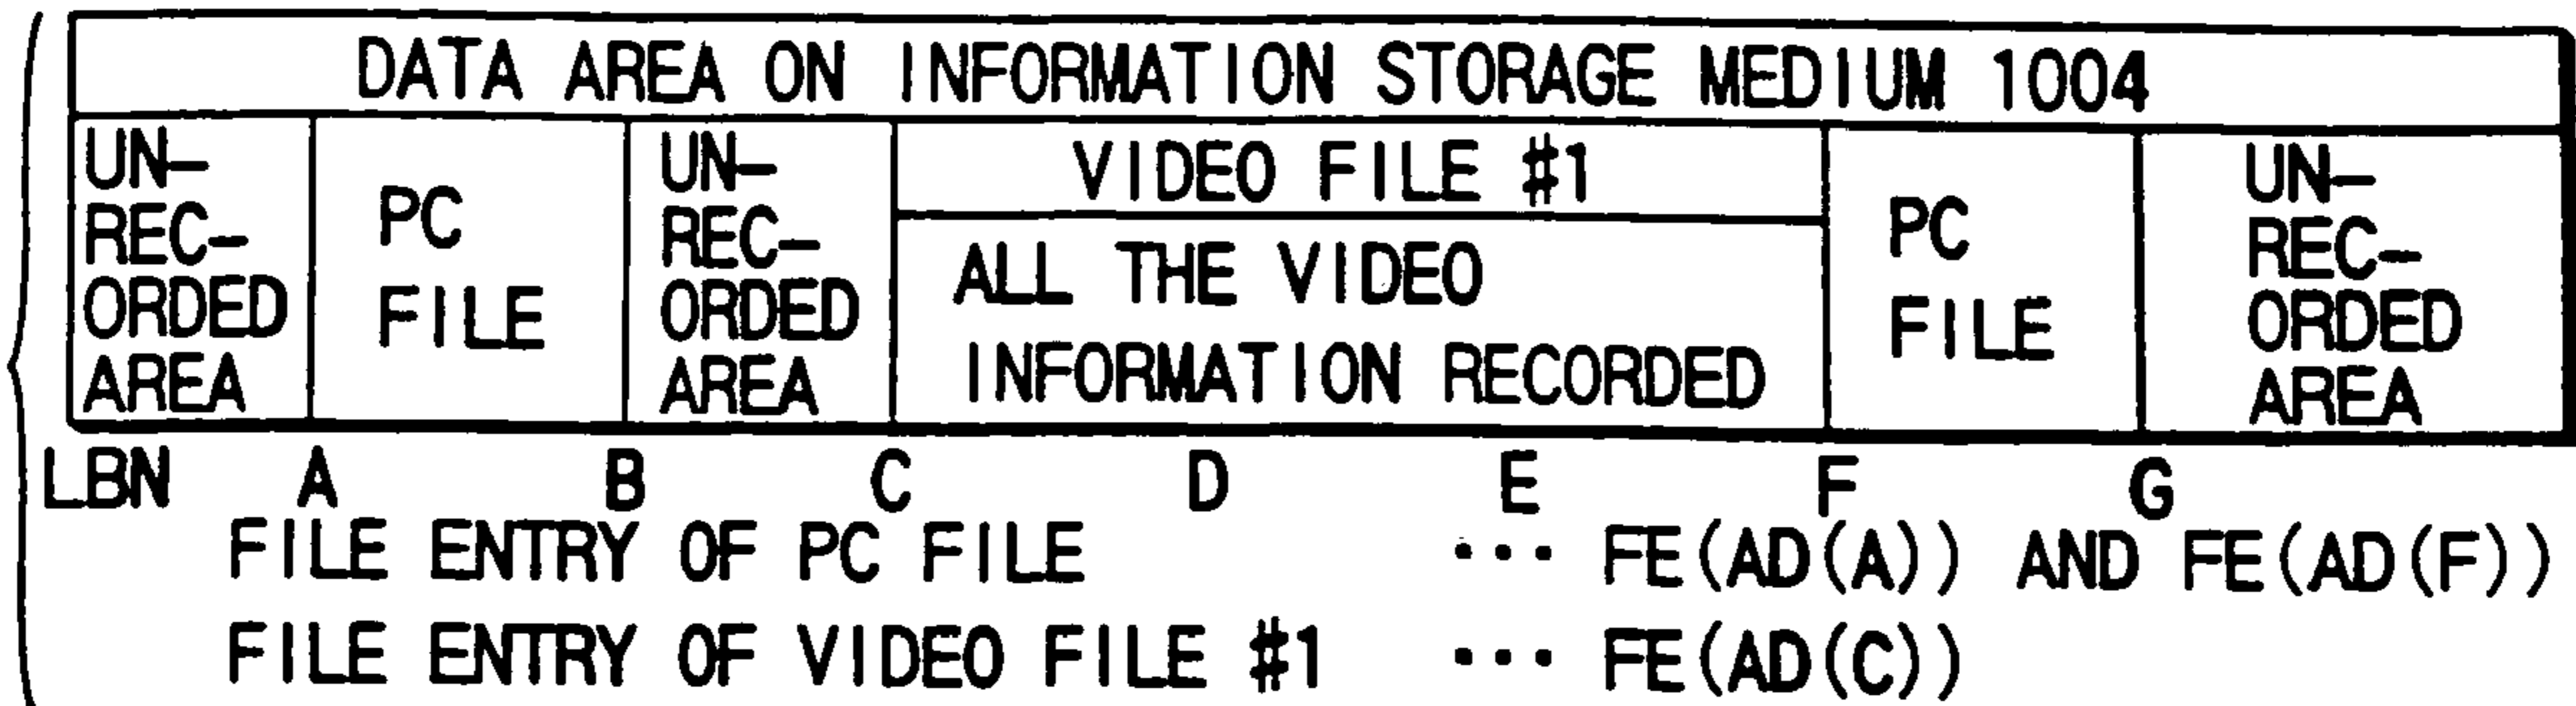 DATA AREA ON INFORMATION STORAGE MEDIUM 1004
UN-
REC-
ORDED
AREA
PC
FILE
UN-
REC-
ORDED
AREA
VIDEO FILE #1
ALL THE VIDEO
INFORMATION RECORDED
PC
FILE
UN-
REC-
ORDED
AREA
LBN A B C D E F G
FILE ENTRY OF PC FILE ··· FE(AD(A)) AND FE(AD(F))
FILE ENTRY OF VIDEO FILE #1 ··· FE(AD(C))